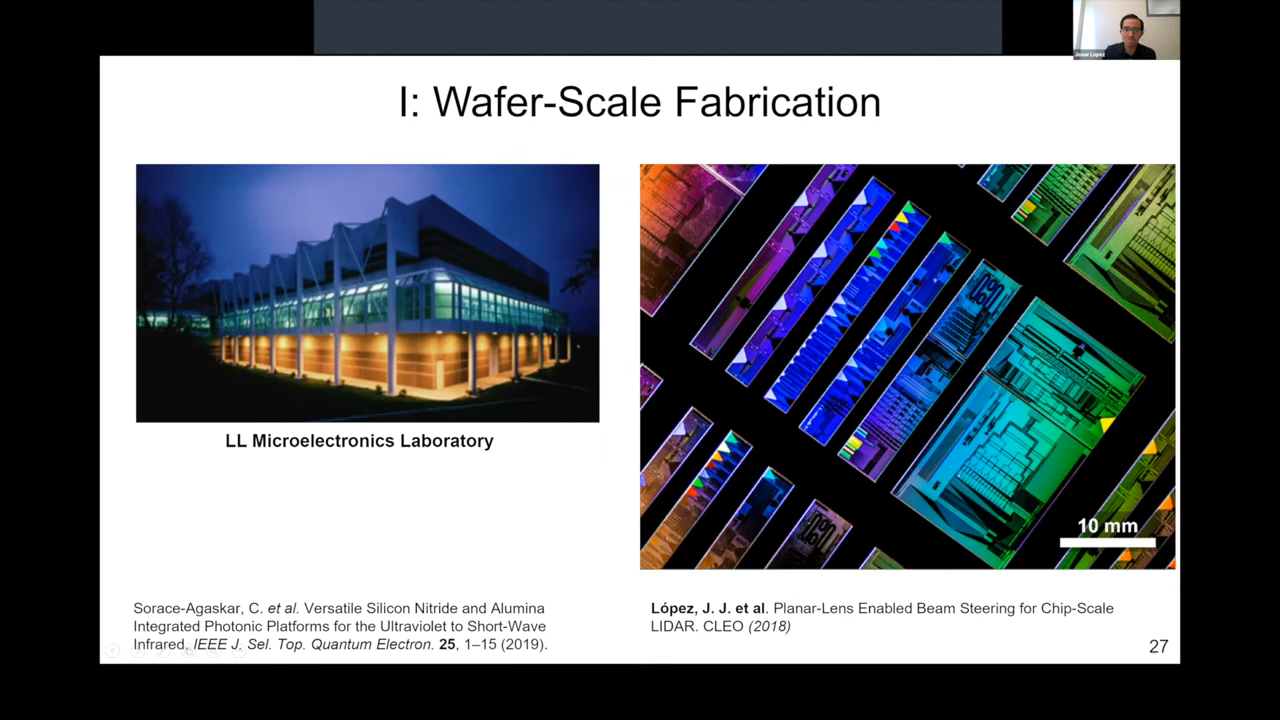 Josue Lopez
I: Wafer-Scale Fabrication
LL Microelectronics Laboratory
10 mm
Sorace-Agaskar, C. et al. Versatile Silicon Nitride and Alumina
Integrated Photonic Platforms for the Ultraviolet to Short-Wave
Infrared. IEEE J. Sel. Top. Quantum Electron. 25, 1–15 (2019).
López, J. J. et al. Planar-Lens Enabled Beam Steering for Chip-Scale
LIDAR. CLEO (2018)
27